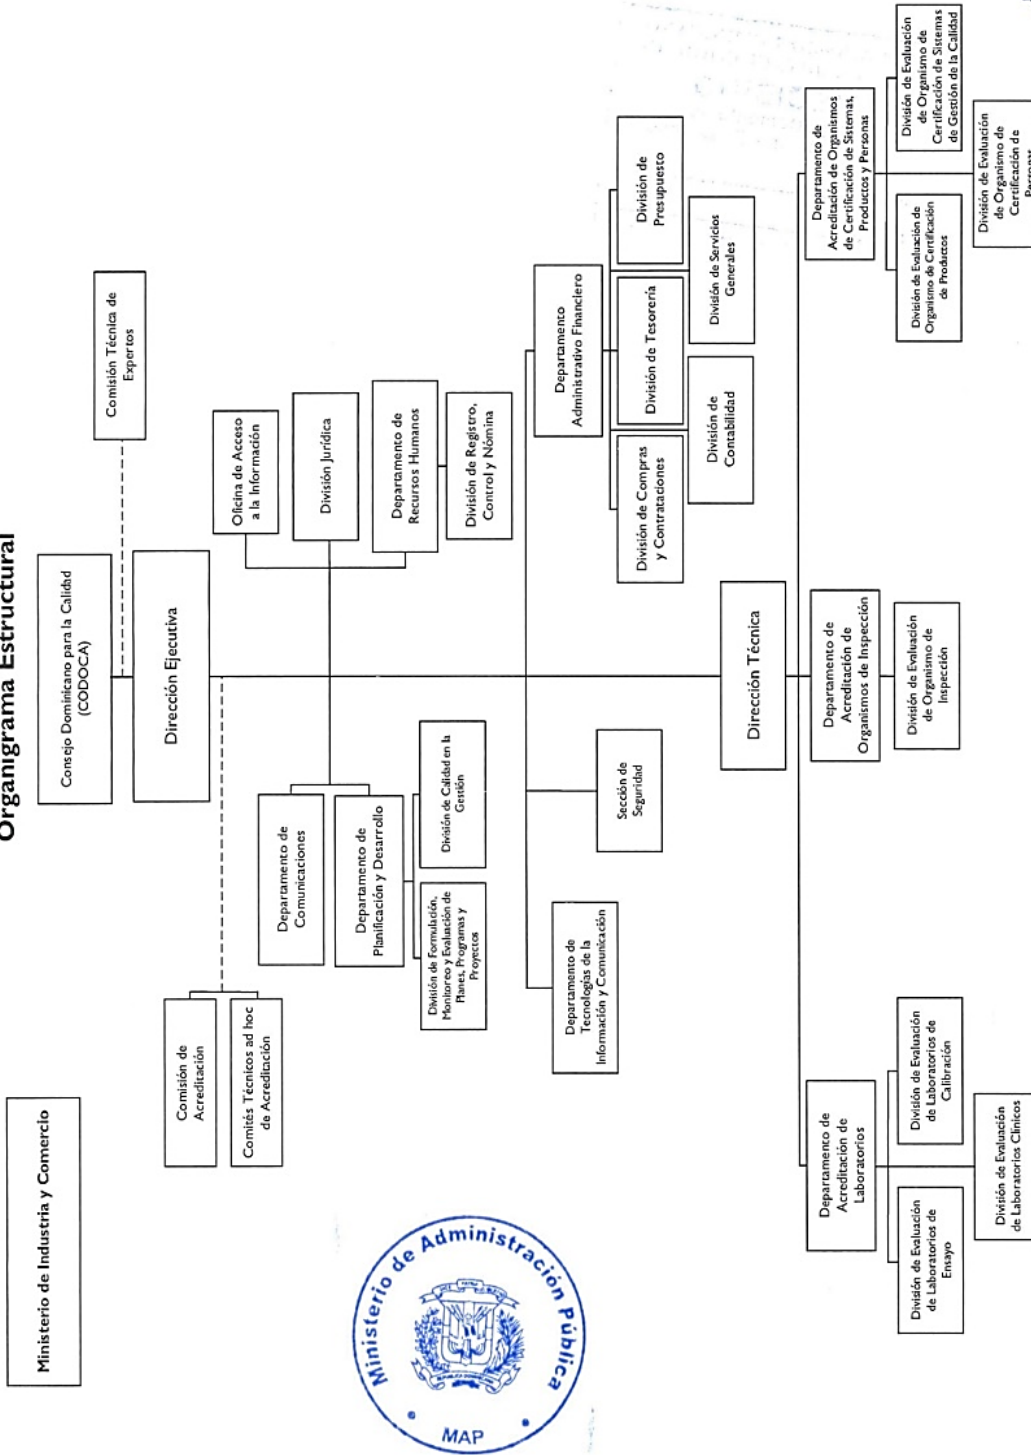 Organigrama Estructural
Ministerio de Industria y Comercio
Consejo Dominicano para la Calidad
(CODOCA)
Comisión Técnica de
Expertos
Dirección Ejecutiva
Comisión de
Acreditación
Comités Técnicos ad hoc
de Acreditación
Oficina de Acceso
a la Información
División Jurídica
Departamento de
Recursos Humanos
División de Registro,
Control y Nómina
Departamento de
Comunicaciones
Departamento de
Planificación y Desarrollo
División de Formulación,
Monitoreo y Evaluación de
Planes, Programas y
Proyectos
División de Calidad en la
Gestión
Departamento de
Tecnologías de la
Información y Comunicación
Sección de
Seguridad
Departamento
Administrativo Financiero
División de Compras
y Contrataciones
División de Tesorería
División de
Presupuesto
División de
Contabilidad
División de Servicios
Generales
Dirección Técnica
Departamento de
Acreditación de
Laboratorios
División de Evaluación
de Laboratorios de
Ensayo
División de Evaluación
de Laboratorios de
Calibración
División de Evaluación
de Laboratorios Clínicos
Departamento de
Acreditación de
Organismos de Inspección
División de Evaluación
de Organismo de
Inspección
Departamento de
Acreditación de Organismos
de Certificación de Sistemas,
Productos y Personas
División de Evaluación de
Organismo de Certificación
de Productos
División de Evaluación
de Organismo de
Certificación de Sistemas
de Gestión de la Calidad
División de Evaluación
de Organismo de
Certificación de
Personas
Ministerio de Administración Pública
MAP